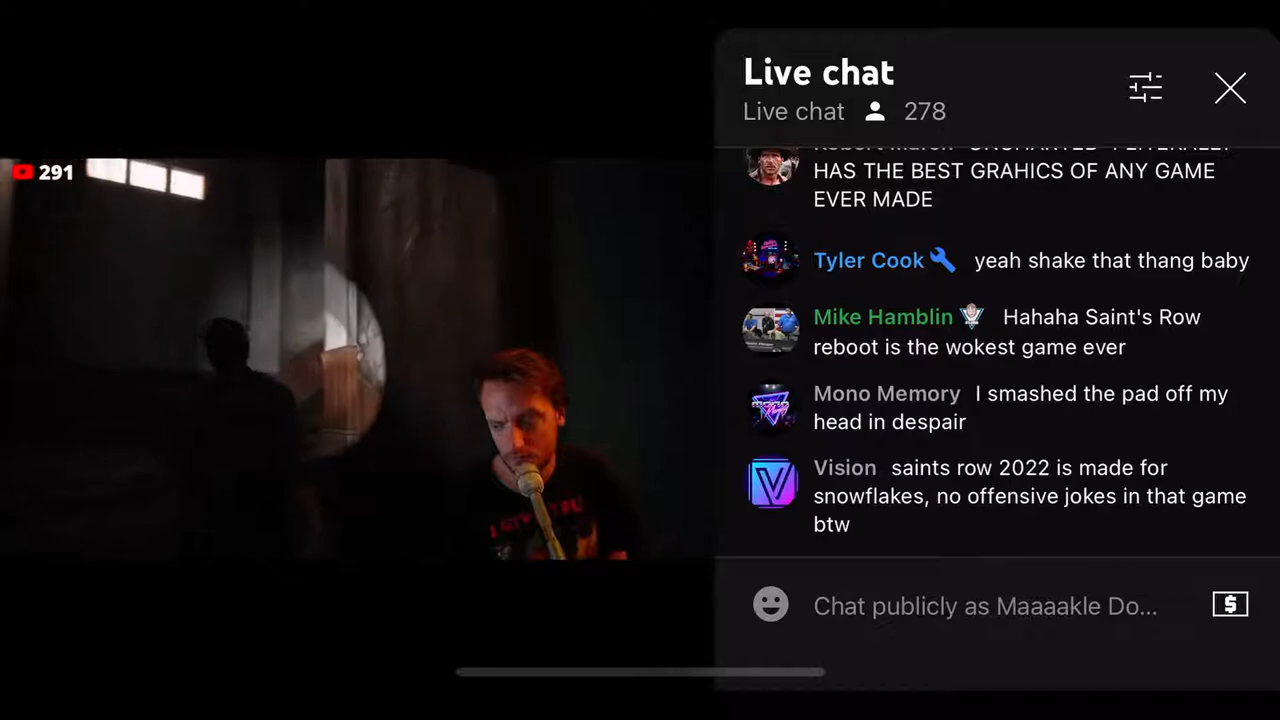 Live chat
Live chat 278
291
HAS THE BEST GRAHICS OF ANY GAME
EVER MADE
Tyler Cook yeah shake that thang baby
Mike Hamblin Hahaha Saint's Row
reboot is the wokest game ever
Mono Memory I smashed the pad off my
head in despair
Vision saints row 2022 is made for
snowflakes, no offensive jokes in that game
btw
Chat publicly as Maaaakle Do...
$